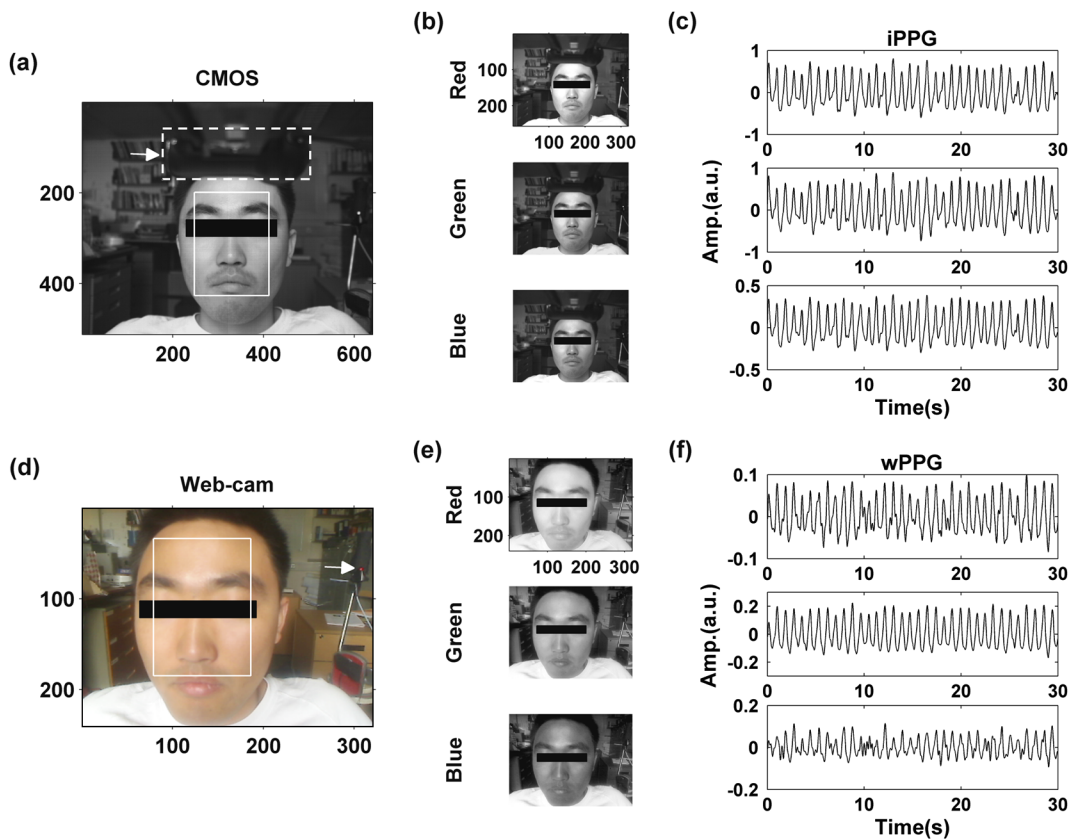 (a)
CMOS
200
400
200 400 600
(b)
Red
100
200
100 200 300
Green
Blue
(c)
iPPG
1
0
-1
0 10 20 30
Amp.(a.u.)
1
0
-1
0 10 20 30
0.5
0
-0.5
0 10 20 30
Time(s)
(d)
Web-cam
100
200
100 200 300
(e)
Red
100
200
100 200 300
Green
Blue
(f)
wPPG
0.1
0
-0.1
0 10 20 30
Amp.(a.u.)
0.2
0
-0.2
0 10 20 30
0.2
0
-0.2
0 10 20 30
Time(s)